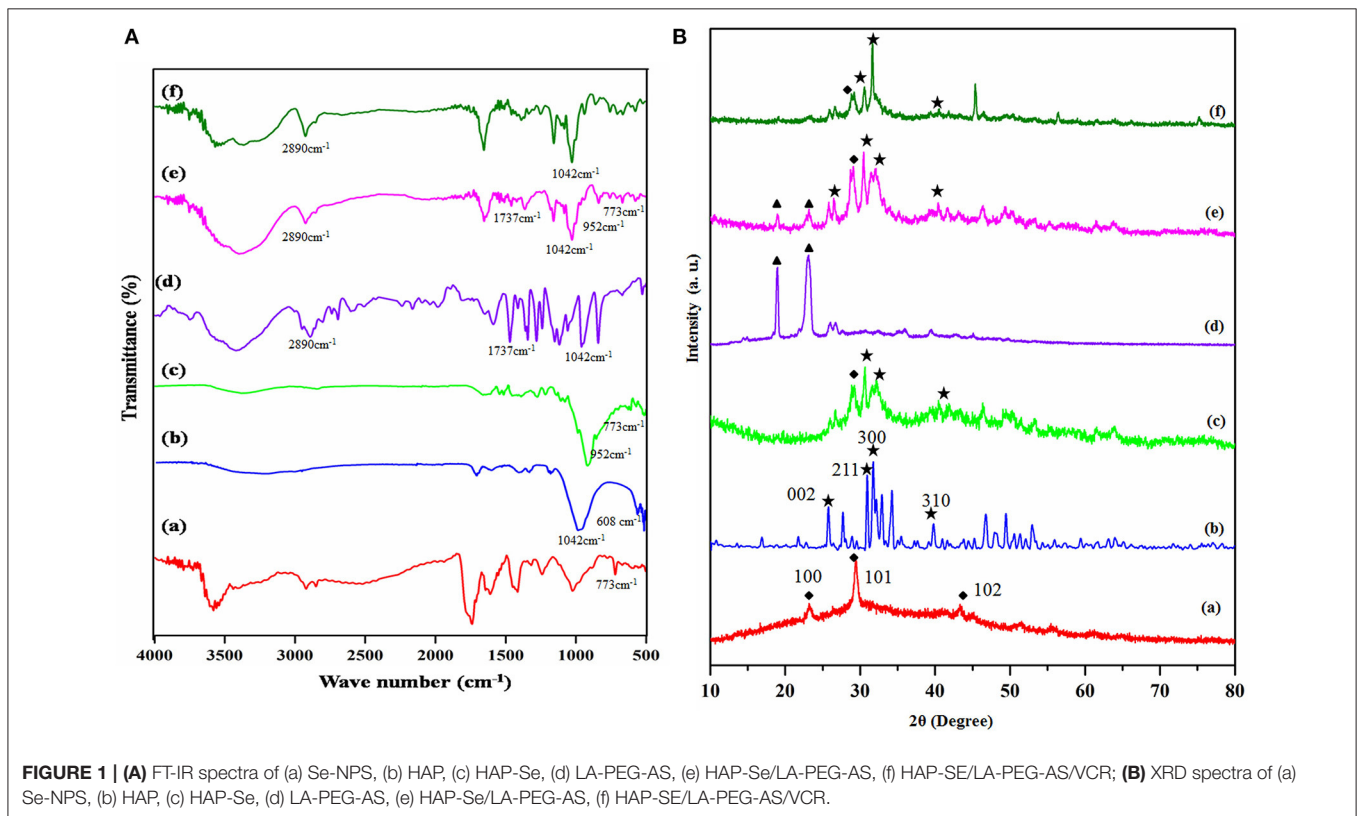 A
(f)
2890cm-1
1042cm-1
(e)
2890cm-1
1737cm-1
773cm-1
952cm-1
1042cm-1
(d)
2890cm-1
1737cm-1
1042cm-1
(c)
773cm-1
952cm-1
(b)
608 cm-1
1042cm-1
(a)
773cm-1
Transmittance (%)
4000 3500 3000 2500 2000 1500 1000 500
Wave number (cm-1)
B
(f)
(e)
(d)
(c)
300
211
002
310
(b)
100
101
102
(a)
Intensity (a. u.)
10 20 30 40 50 60 70 80
2θ (Degree)
FIGURE 1 | (A) FT-IR spectra of (a) Se-NPS, (b) HAP, (c) HAP-Se, (d) LA-PEG-AS, (e) HAP-Se/LA-PEG-AS, (f) HAP-SE/LA-PEG-AS/VCR; (B) XRD spectra of (a)
Se-NPS, (b) HAP, (c) HAP-Se, (d) LA-PEG-AS, (e) HAP-Se/LA-PEG-AS, (f) HAP-SE/LA-PEG-AS/VCR.